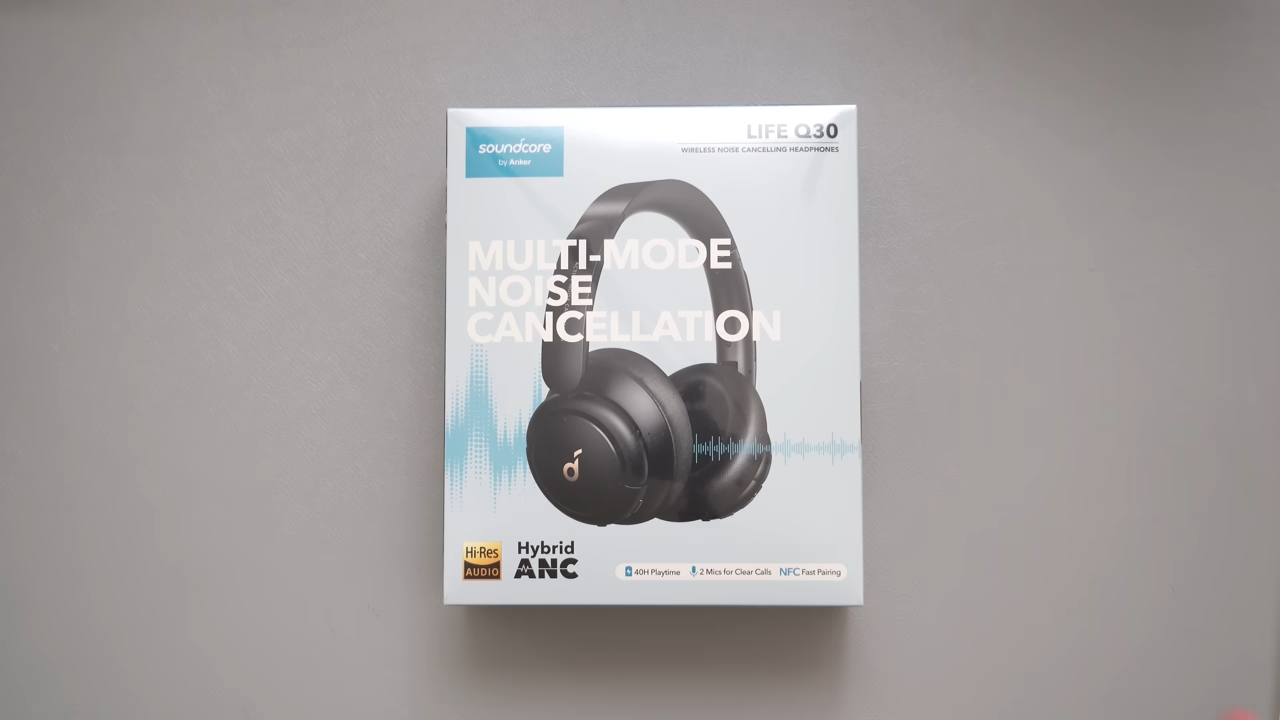 soundcore
by Anker
LIFE Q30
WIRELESS NOISE CANCELLING HEADPHONES
MULTI-MODE
NOISE
CANCELLATION
Hi-Res
AUDIO
Hybrid
ANC
40H Playtime
2 Mics for Clear Calls
NFC Fast Pairing